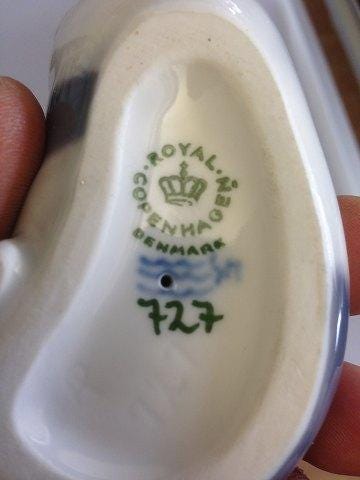 ROYAL
COPENHAGEN
DENMARK
727